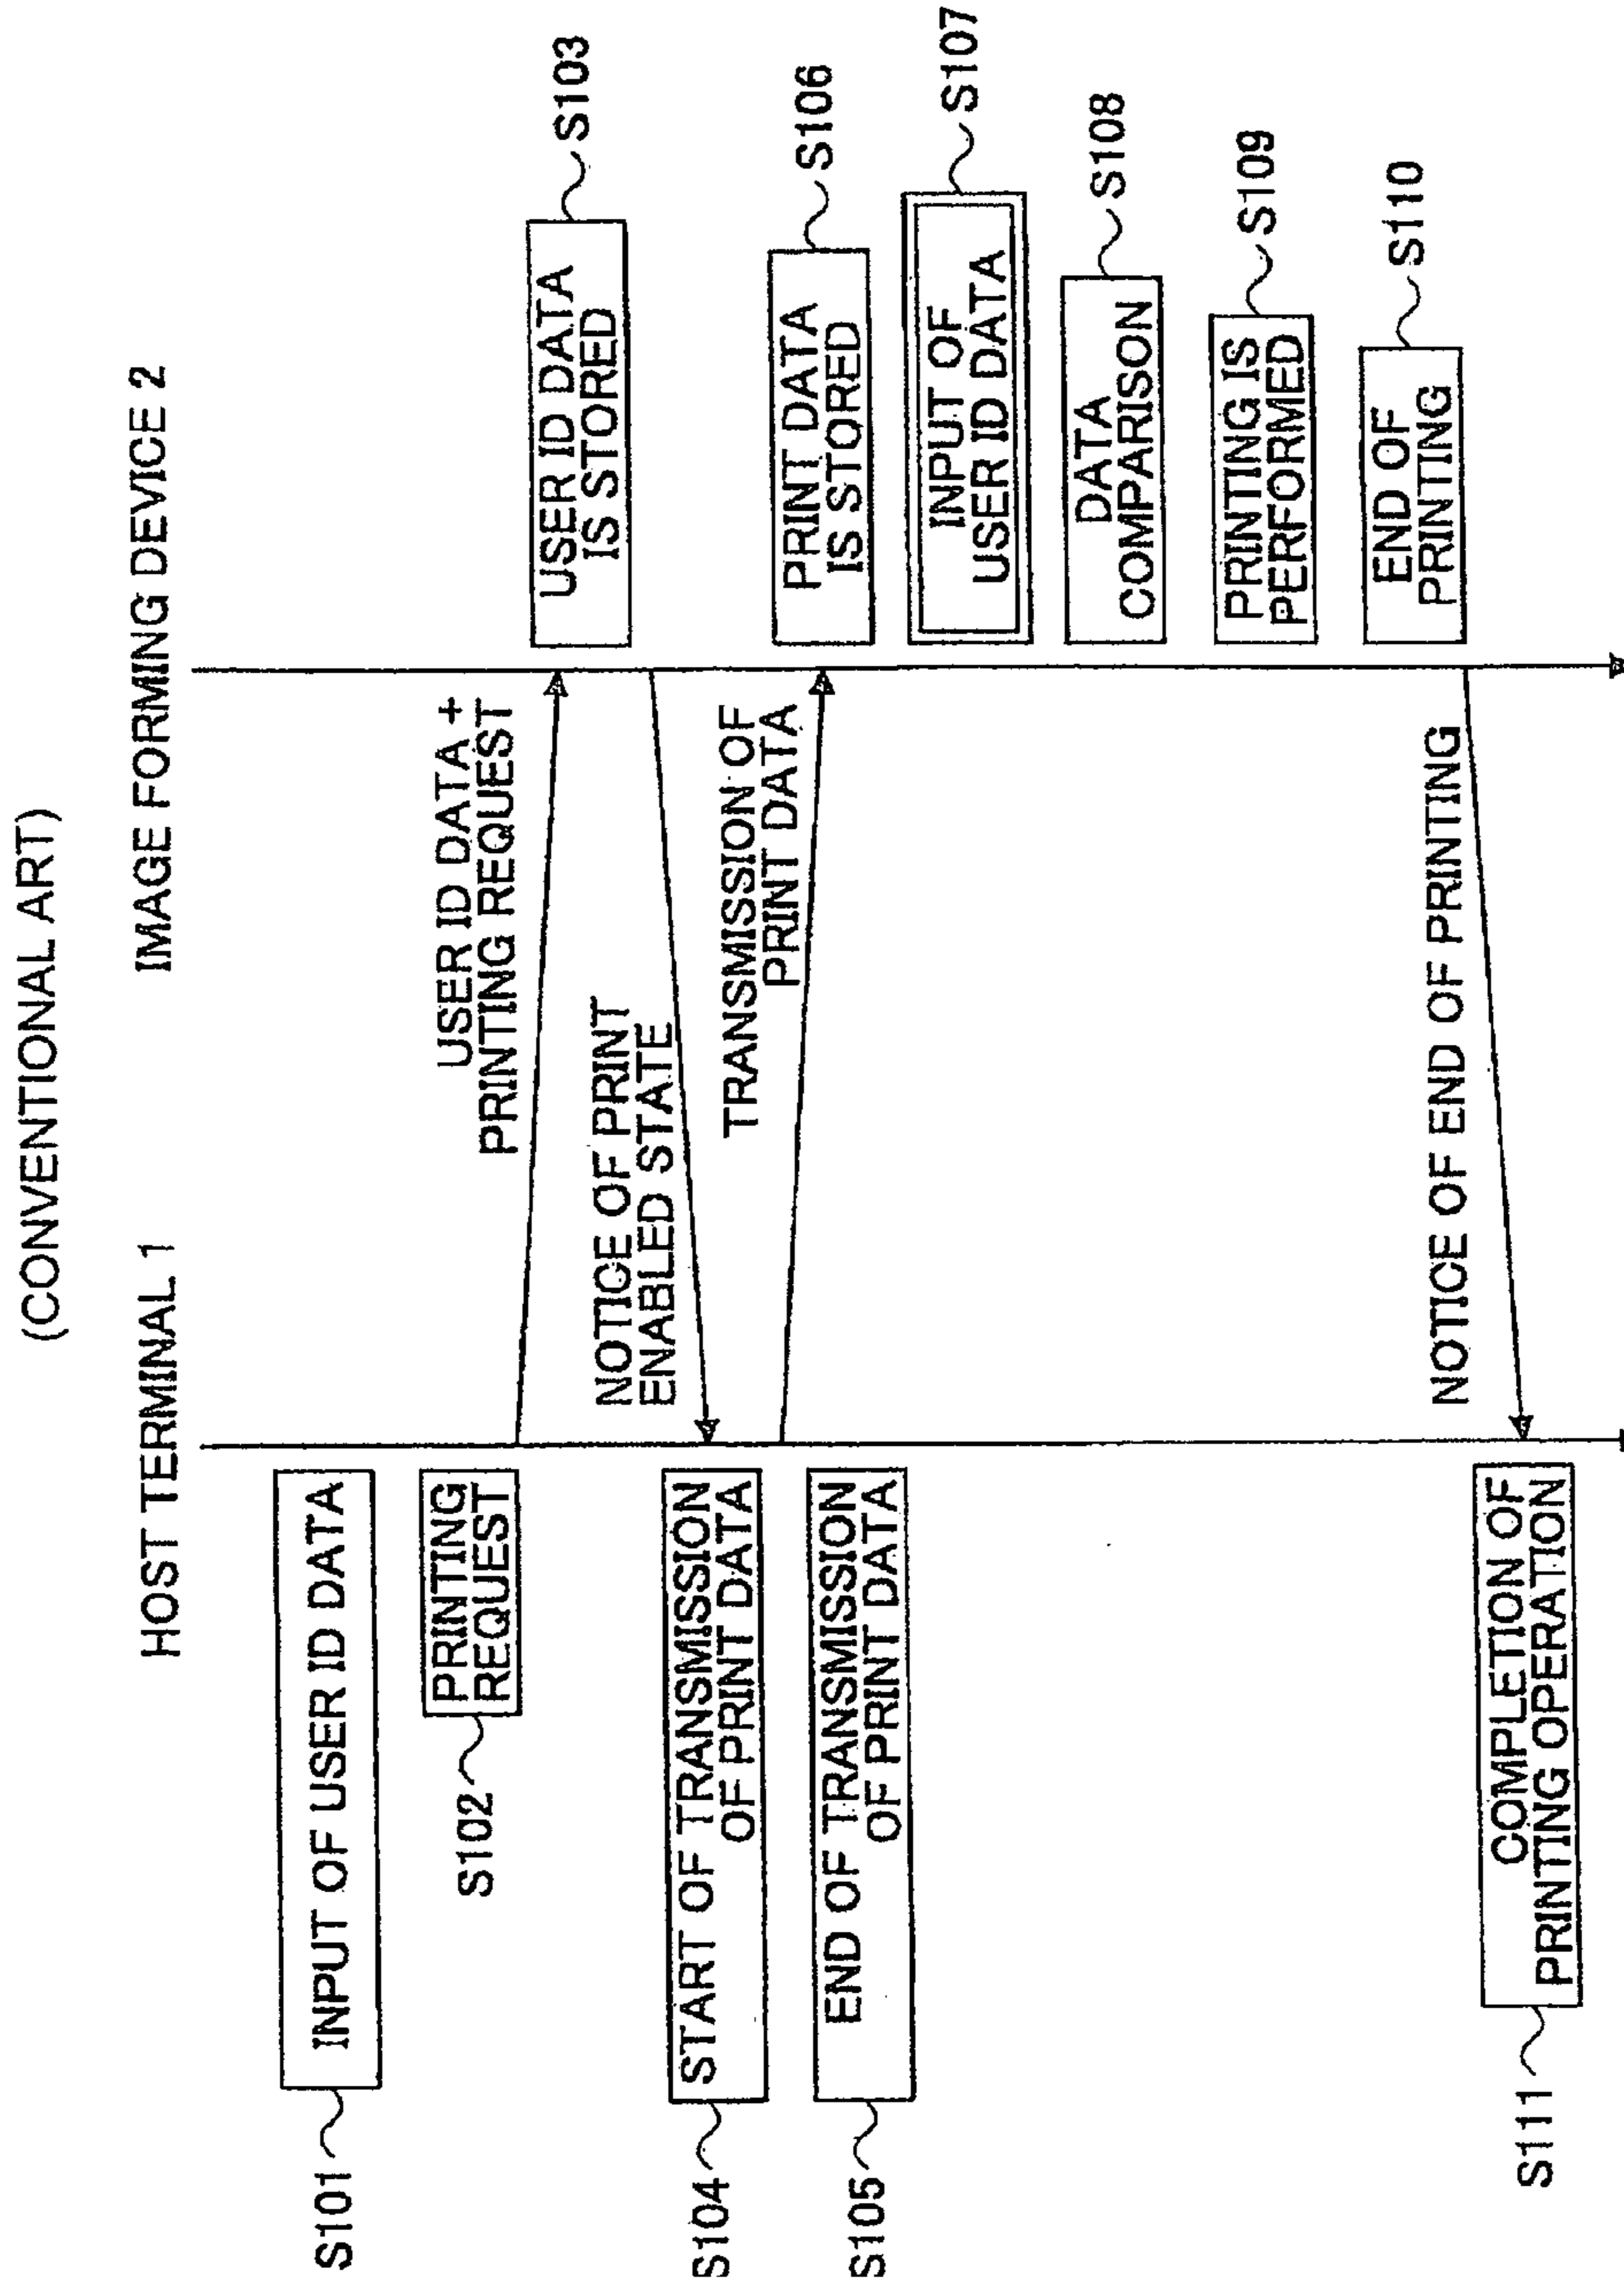 (CONVENTIONAL ART)
HOST TERMINAL 1
IMAGE FORMING DEVICE 2
S101
INPUT OF USER ID DATA
S102
PRINTING
REQUEST
USER ID DATA +
PRINTING REQUEST
USER ID DATA
IS STORED
S103
NOTICE OF PRINT
ENABLED STATE
S104
START OF TRANSMISSION
OF PRINT DATA
TRANSMISSION OF
PRINT DATA
S105
END OF TRANSMISSION
OF PRINT DATA
PRINT DATA
IS STORED
S106
INPUT OF
USER ID DATA
S107
DATA
COMPARISON
S108
PRINTING IS
PERFORMED
S109
END OF
PRINTING
S110
NOTICE OF END OF PRINTING
S111
COMPLETION OF
PRINTING OPERATION